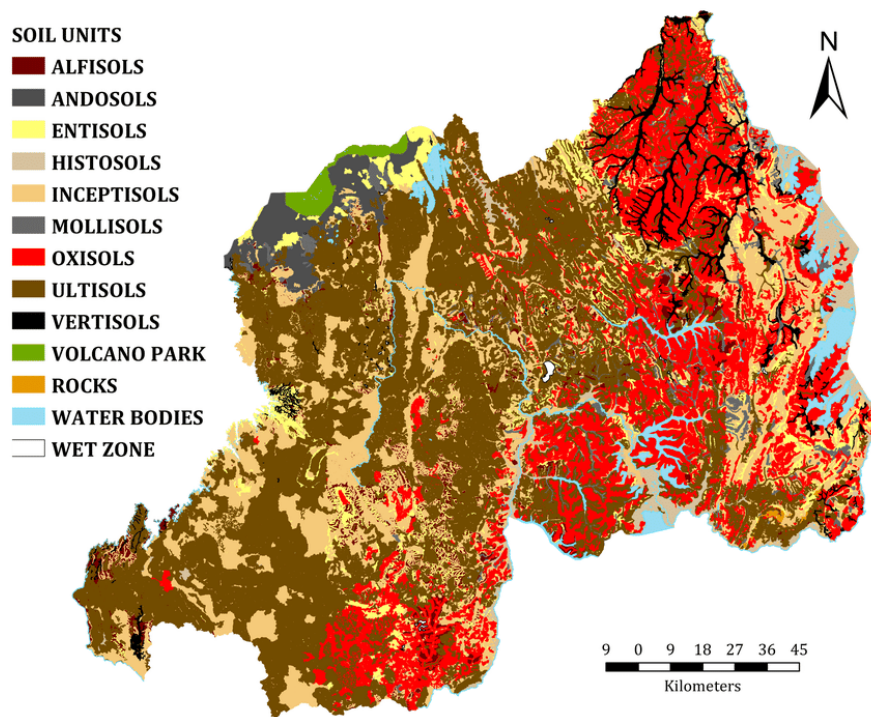 SOIL UNITS
ALFISOLS
ANDOSOLS
ENTISOLS
HISTOSOLS
INCEPTISOLS
MOLLISOLS
OXISOLS
ULTISOLS
VERTISOLS
VOLCANO PARK
ROCKS
WATER BODIES
WET ZONE
N
9 0 9 18 27 36 45
Kilometers